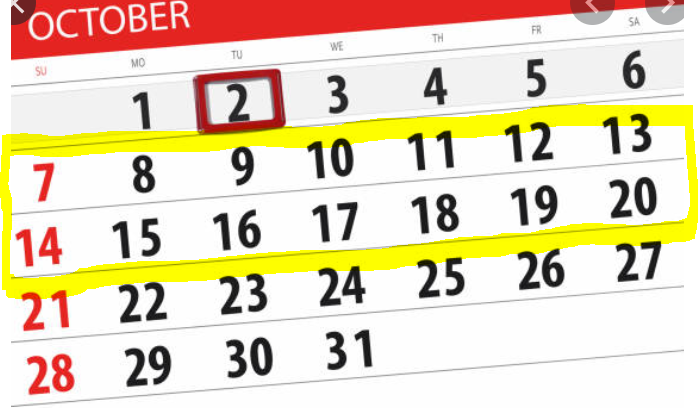 OCTOBER
SU MO TU WE TH FR SA
1 2 3 4 5 6
7 8 9 10 11 12 13
14 15 16 17 18 19 20
21 22 23 24 25 26 27
28 29 30 31